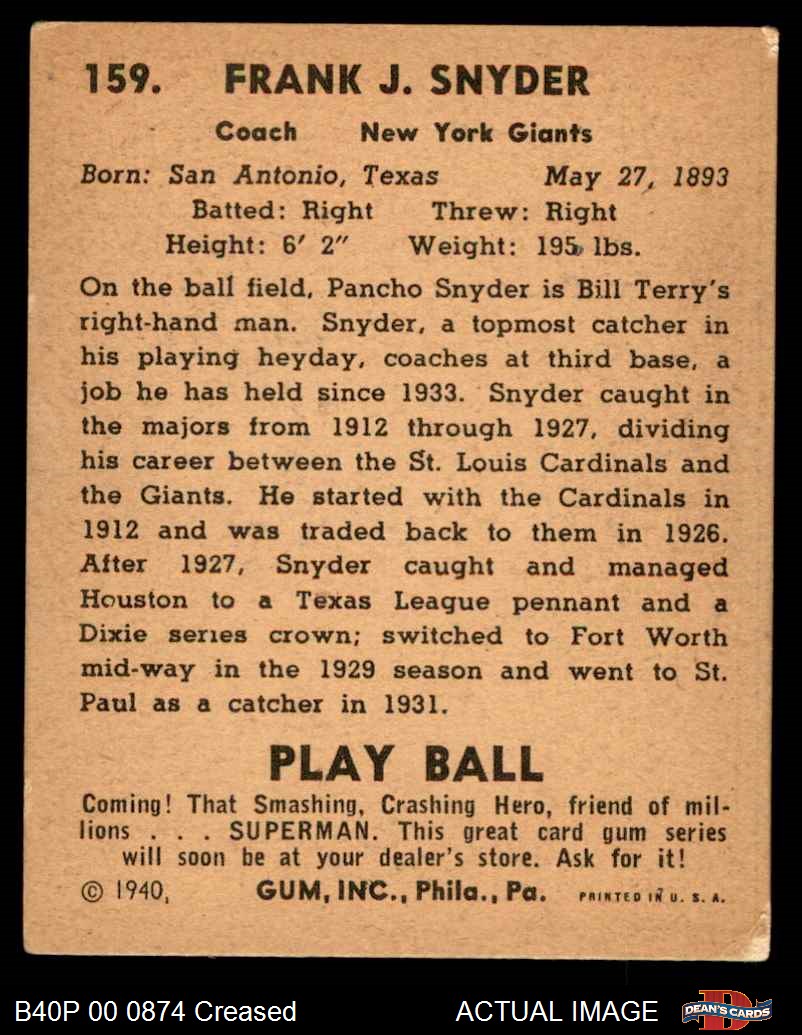 159. FRANK J. SNYDER
Coach New York Giants
Born: San Antonio, Texas May 27, 1893
Batted: Right Threw: Right
Height: 6' 2" Weight: 195 lbs.
On the ball field, Pancho Snyder is Bill Terry's
right-hand man. Snyder, a topmost catcher in
his playing heyday, coaches at third base, a
job he has held since 1933. Snyder caught in
the majors from 1912 through 1927, dividing
his career between the St. Louis Cardinals and
the Giants. He started with the Cardinals in
1912 and was traded back to them in 1926.
After 1927, Snyder caught and managed
Houston to a Texas League pennant and a
Dixie series crown; switched to Fort Worth
mid-way in the 1929 season and went to St.
Paul as a catcher in 1931.
PLAY BALL
Coming! That Smashing, Crashing Hero, friend of mil-
lions . . . SUPERMAN. This great card gum series
will soon be at your dealer's store. Ask for it!
© 1940, GUM, INC., Phila., Pa. PRINTED IN U. S. A.
B40P 00 0874 Creased ACTUAL IMAGE D DEAN'S CARDS